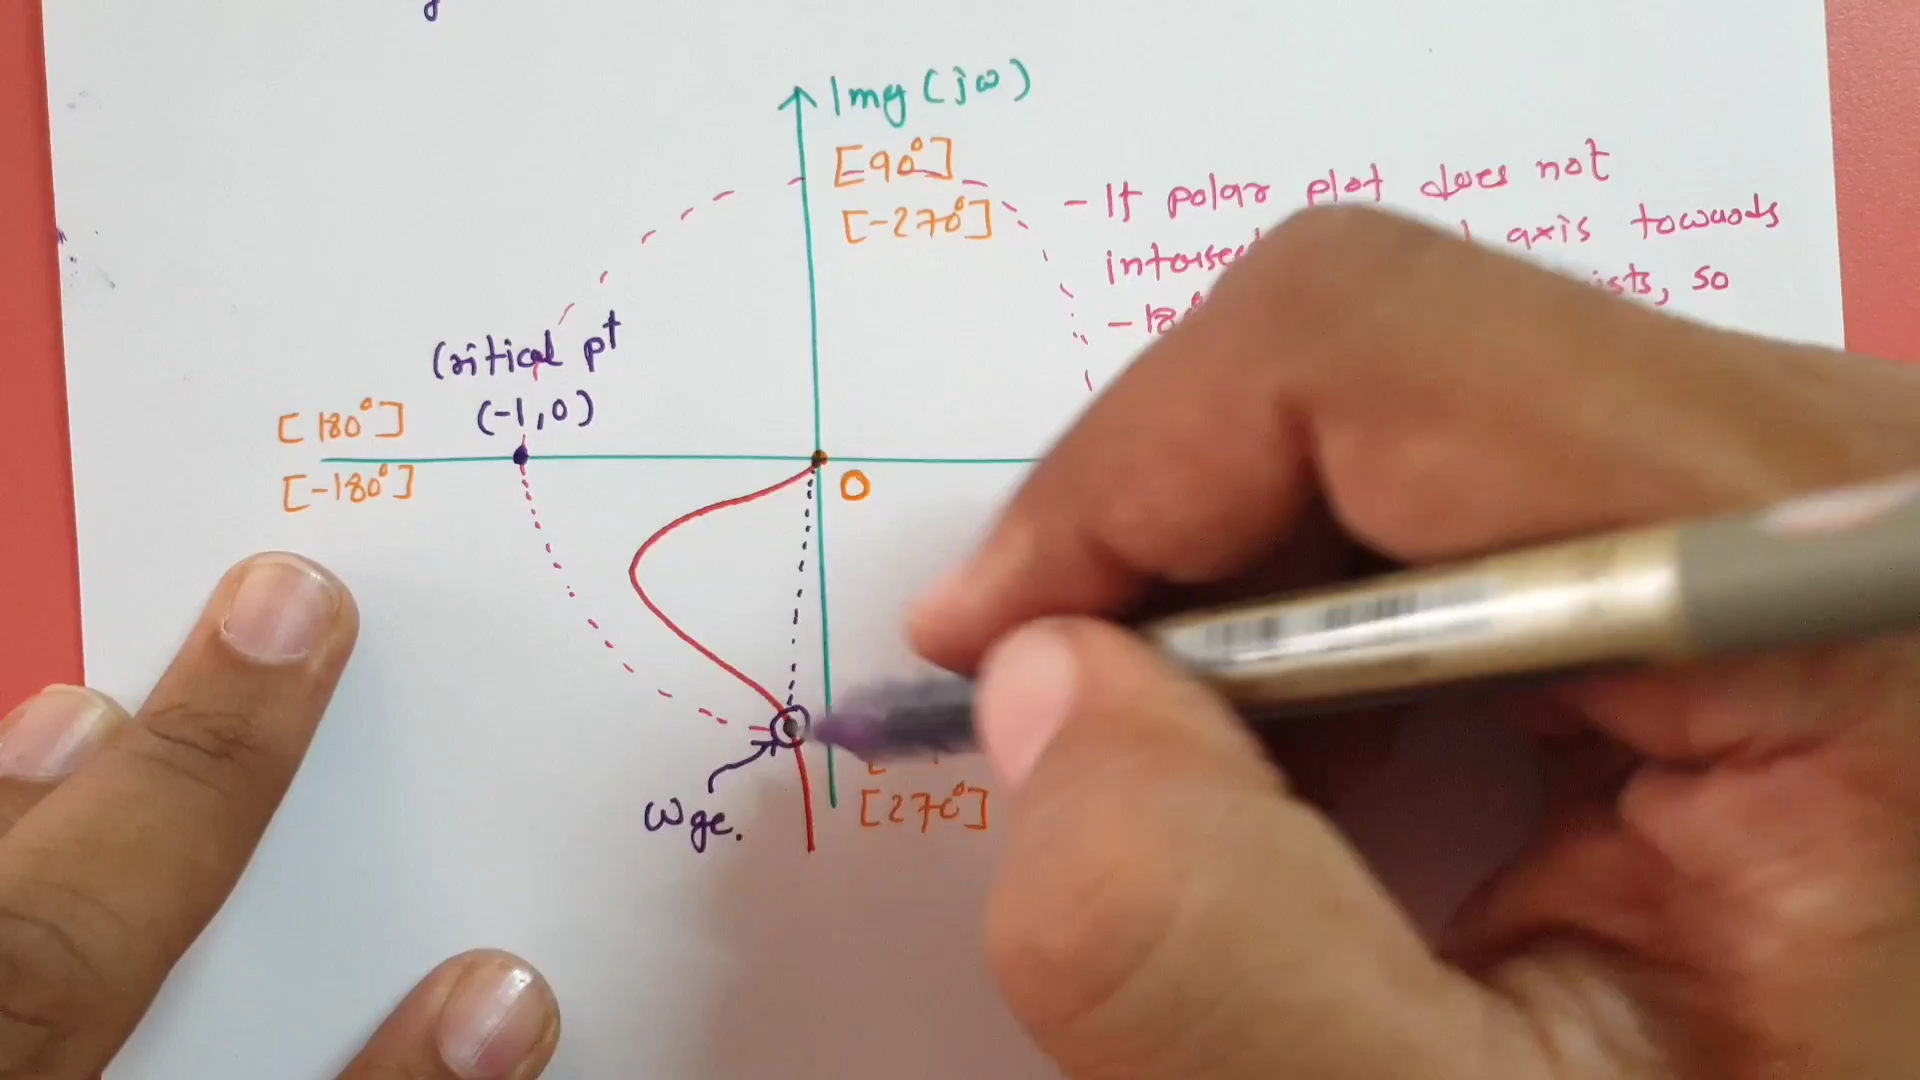 Img (jω)
[90°]
[-270°]
- If polar plot does not
axis towards
so
Critical pt
(-1,0)
[180°]
[-180°]
0
ωgc.
[270°]